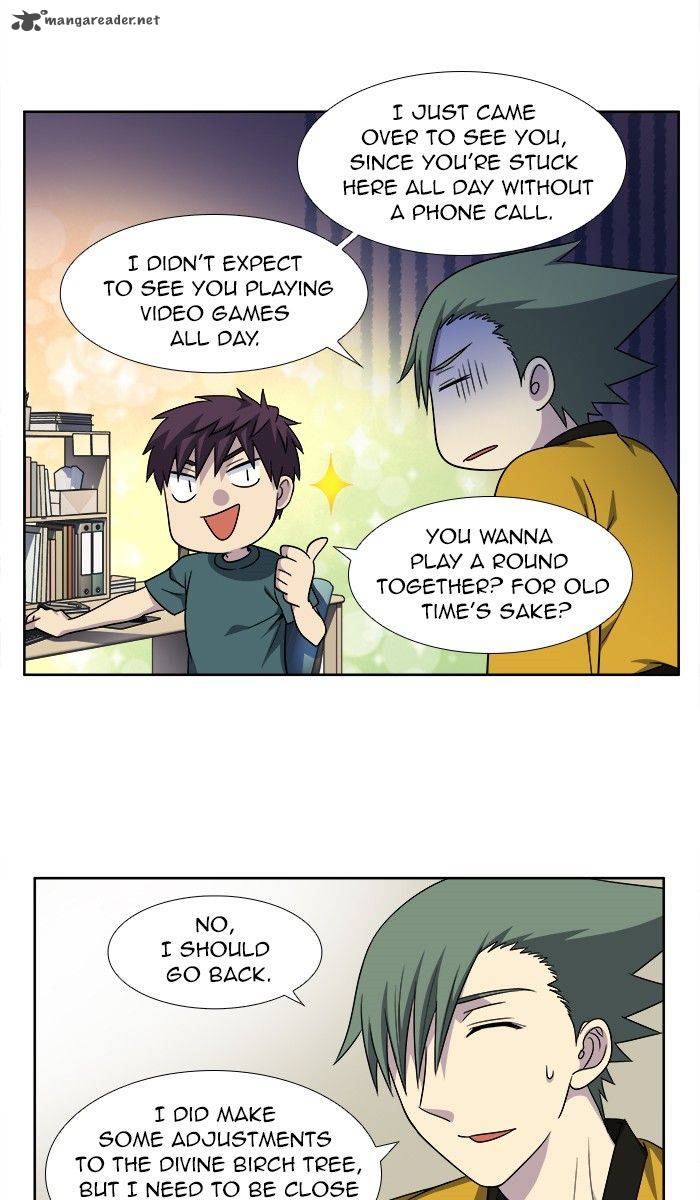 mangareader.net
I JUST CAME
OVER TO SEE YOU,
SINCE YOU'RE STUCK
HERE ALL DAY WITHOUT
A PHONE CALL.
I DIDN'T EXPECT
TO SEE YOU PLAYING
VIDEO GAMES
ALL DAY.
YOU WANNA
PLAY A ROUND
TOGETHER? FOR OLD
TIME'S SAKE?
NO,
I SHOULD
GO BACK.
I DID MAKE
SOME ADJUSTMENTS
TO THE DIVINE BIRCH TREE,
BUT I NEED TO BE CLOSE